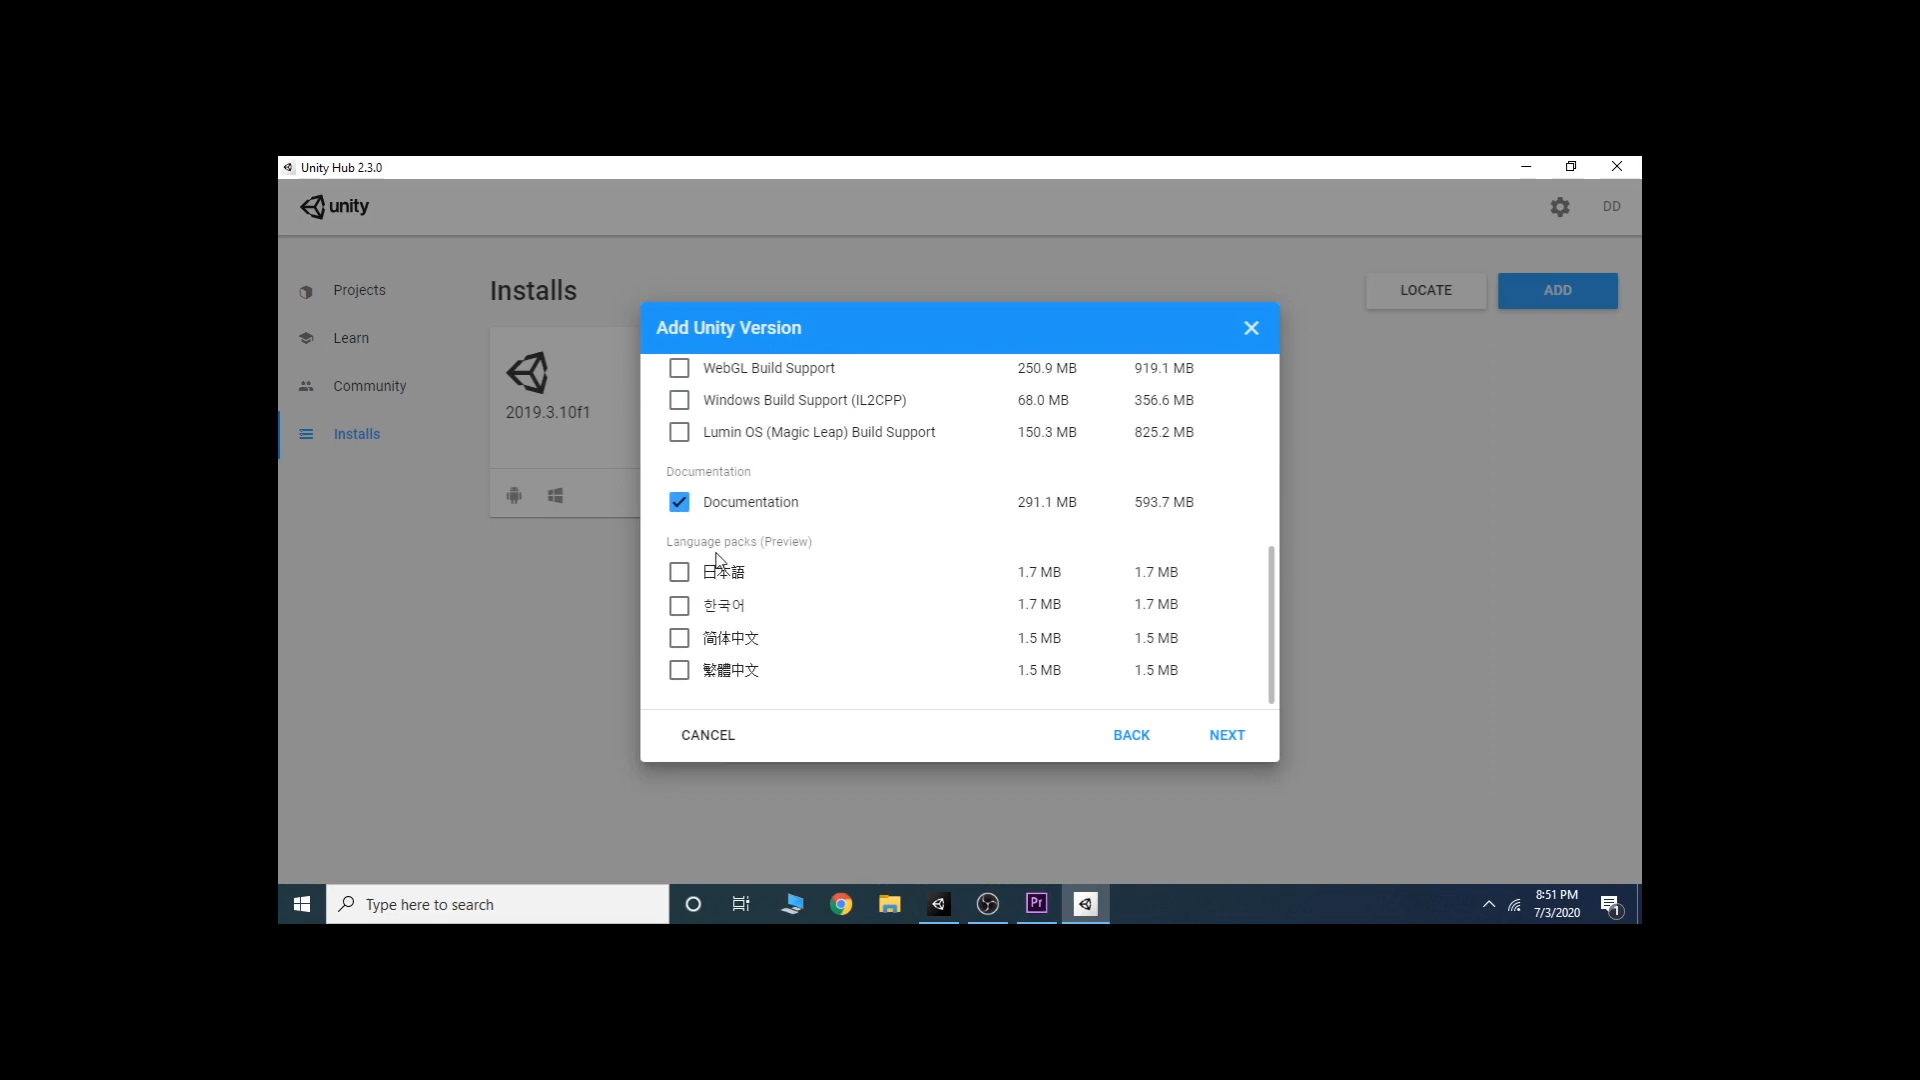 Unity Hub 2.3.0
unity
DD
Projects
Learn
Community
Installs
Installs
LOCATE
ADD
2019.3.10f1
Add Unity Version
WebGL Build Support 250.9 MB 919.1 MB
Windows Build Support (IL2CPP) 68.0 MB 356.6 MB
Lumin OS (Magic Leap) Build Support 150.3 MB 825.2 MB
Documentation
Documentation 291.1 MB 593.7 MB
Language packs (Preview)
日本語 1.7 MB 1.7 MB
한국어 1.7 MB 1.7 MB
简体中文 1.5 MB 1.5 MB
繁體中文 1.5 MB 1.5 MB
CANCEL
BACK
NEXT
Type here to search
Pr
8:51 PM
7/3/2020
1